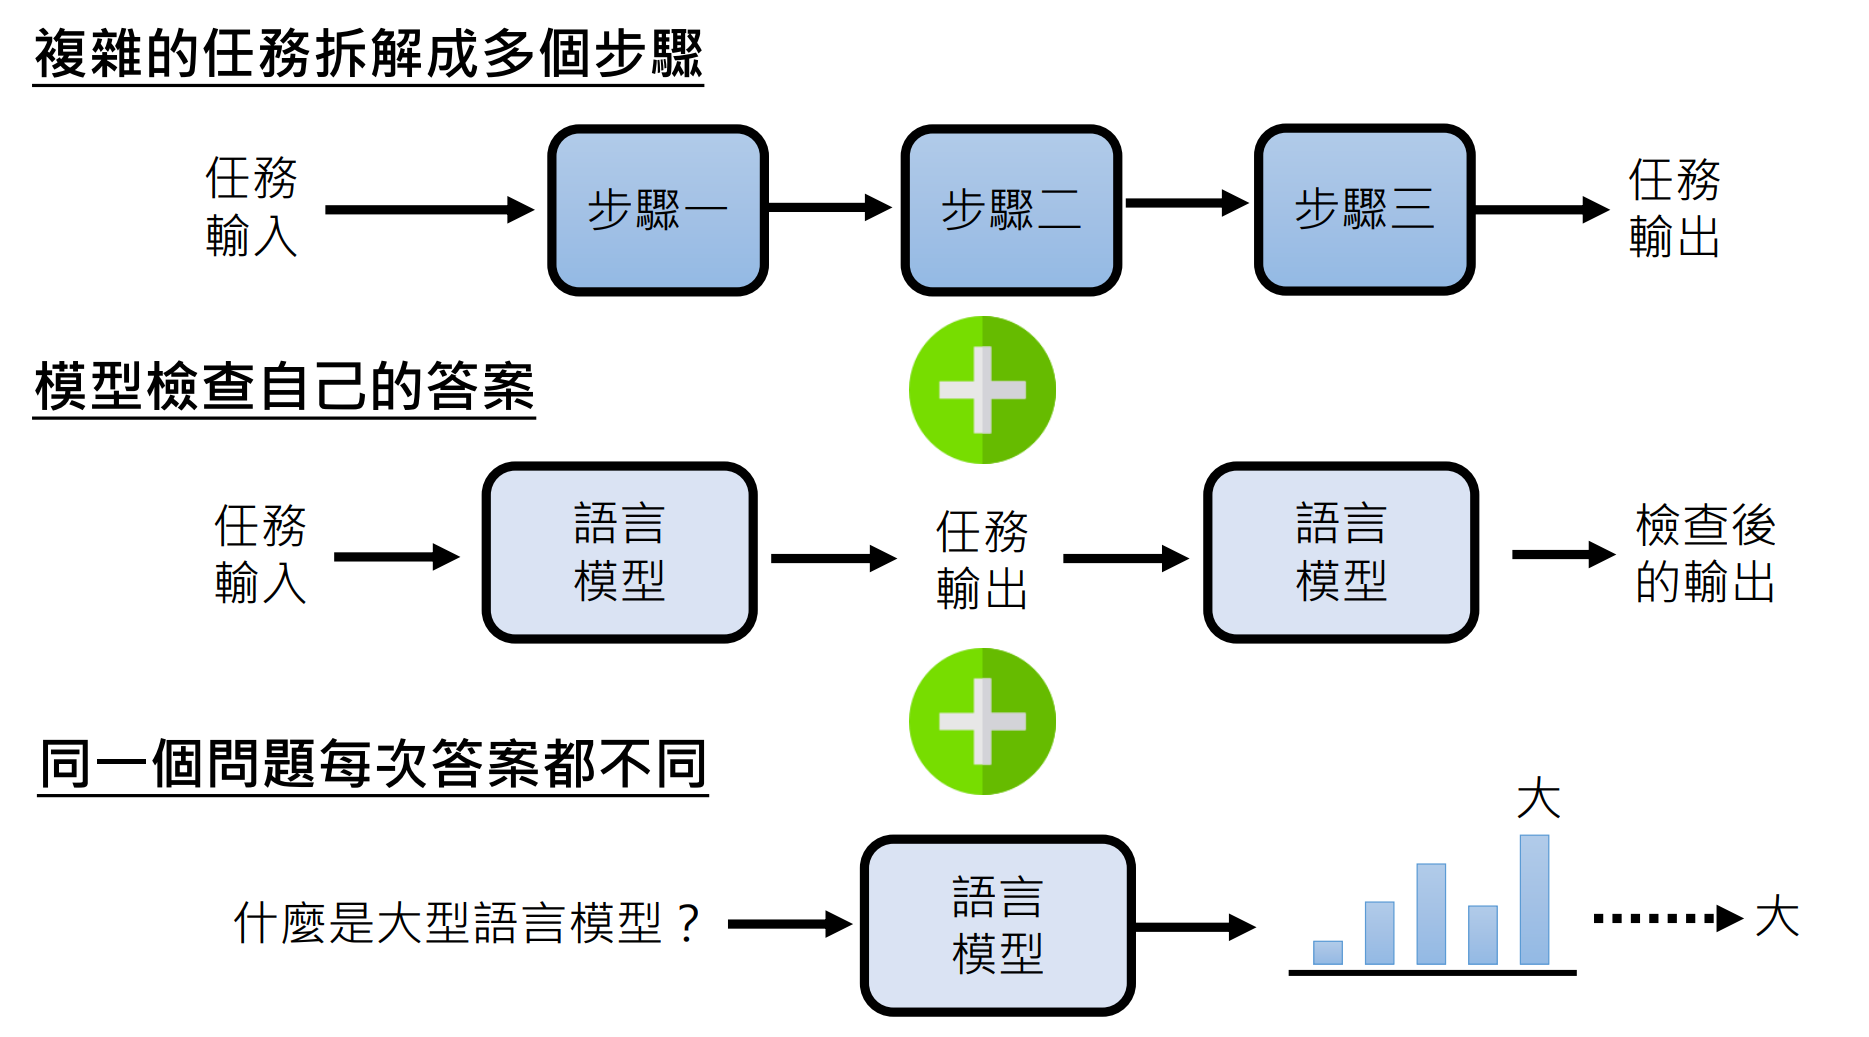 複雜的任務拆解成多個步驟
任務
輸入
步驟一
步驟二
步驟三
任務
輸出
模型檢查自己的答案
任務
輸入
語言
模型
任務
輸出
語言
模型
檢查後
的輸出
同一個問題每次答案都不同
什麼是大型語言模型？
語言
模型
大
大